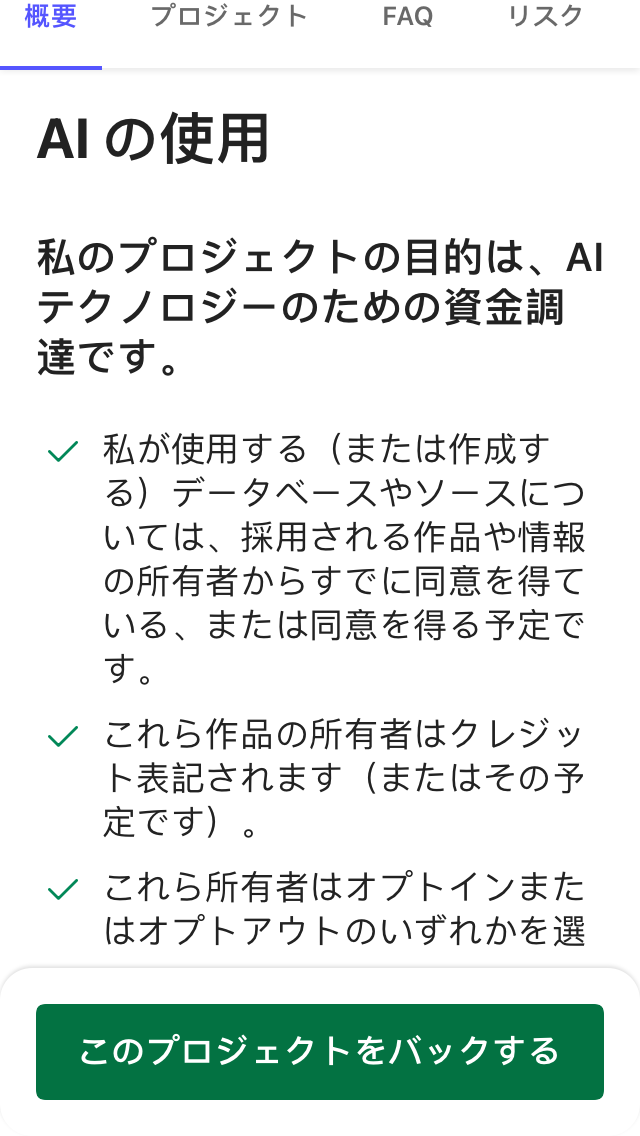 概要 プロジェクト FAQ リスク
AI の使用
私のプロジェクトの目的は、AI
テクノロジーのための資金調
達です。
私が使用する（または作成す
る）データベースやソースにつ
いては、採用される作品や情報
の所有者からすでに同意を得て
いる、または同意を得る予定で
す。
これら作品の所有者はクレジッ
ト表記されます（またはその予
定です）。
これら所有者はオプトインまた
はオプトアウトのいずれかを選
このプロジェクトをバックする